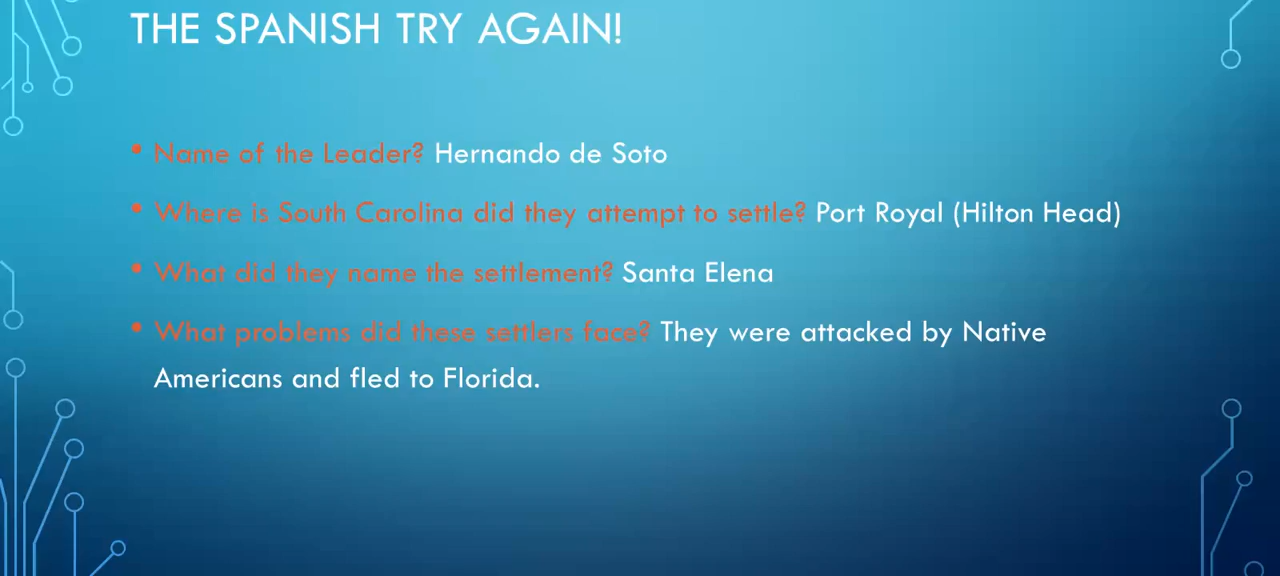 THE SPANISH TRY AGAIN!
• Name of the Leader? Hernando de Soto
• Where is South Carolina did they attempt to settle? Port Royal (Hilton Head)
• What did they name the settlement? Santa Elena
• What problems did these settlers face? They were attacked by Native
Americans and fled to Florida.